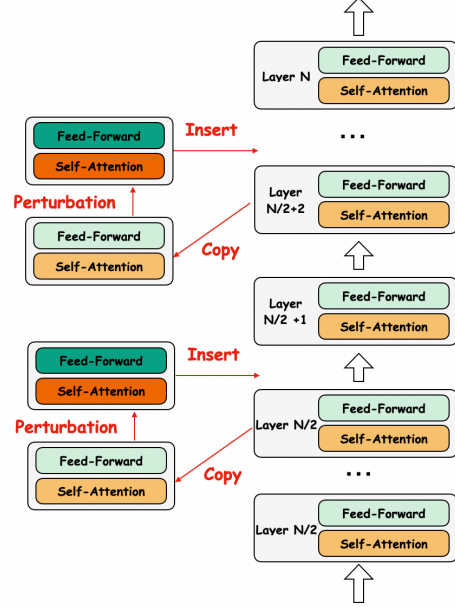 Layer N
Feed-Forward
Self-Attention
...
Feed-Forward
Self-Attention
Insert
Perturbation
Feed-Forward
Self-Attention
Copy
Layer
N/2+2
Feed-Forward
Self-Attention
Layer
N/2 +1
Feed-Forward
Self-Attention
Feed-Forward
Self-Attention
Insert
Perturbation
Feed-Forward
Self-Attention
Copy
Layer N/2
Feed-Forward
Self-Attention
...
Layer N/2
Feed-Forward
Self-Attention